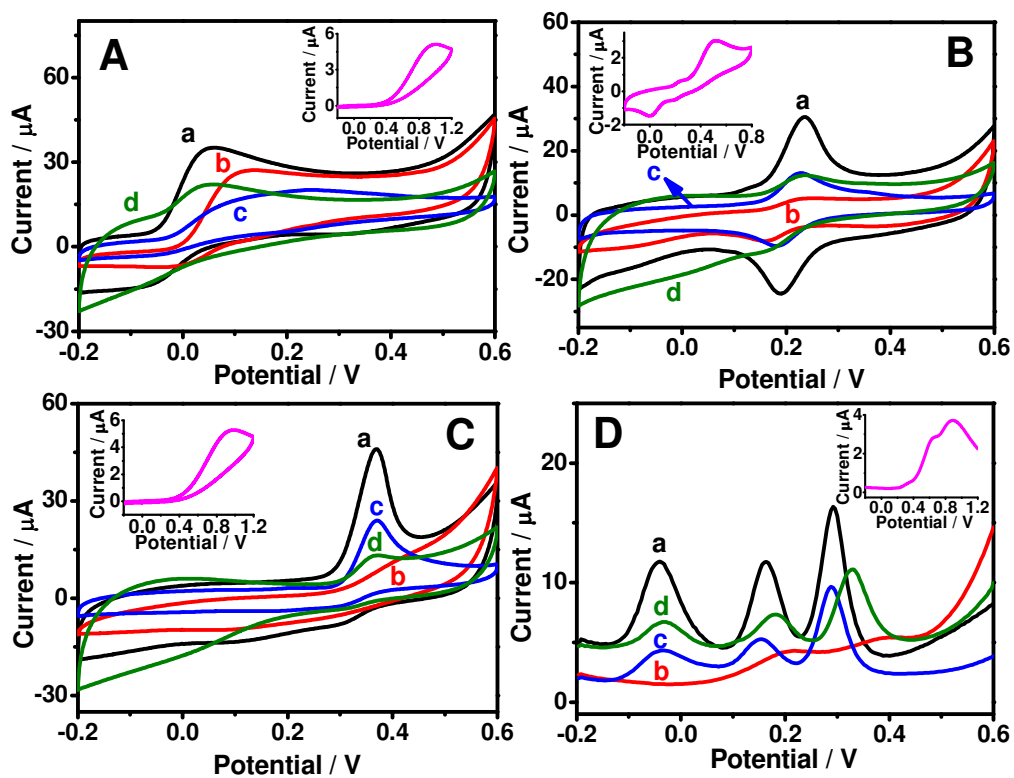 A
60
30
0
-30
Current / μA
-0.2 0.0 0.2 0.4 0.6
Potential / V
a
b
c
d
6
3
0
Current / μA
0.0 0.4 0.8 1.2
Potential / V
B
60
40
20
0
-20
Current / μA
-0.2 0.0 0.2 0.4 0.6
Potential / V
a
c
b
d
2
0
-2
Current / μA
0.0 0.4 0.8
Potential / V
C
60
30
0
-30
Current / μA
-0.2 0.0 0.2 0.4 0.6
Potential / V
a
c
d
b
6
4
2
0
Current / μA
0.0 0.4 0.8 1.2
Potential / V
D
20
10
0
Current / μA
-0.2 0.0 0.2 0.4 0.6
Potential / V
a
d
c
b
4
2
0
Current / μA
0.0 0.4 0.8 1.2
Potential / V